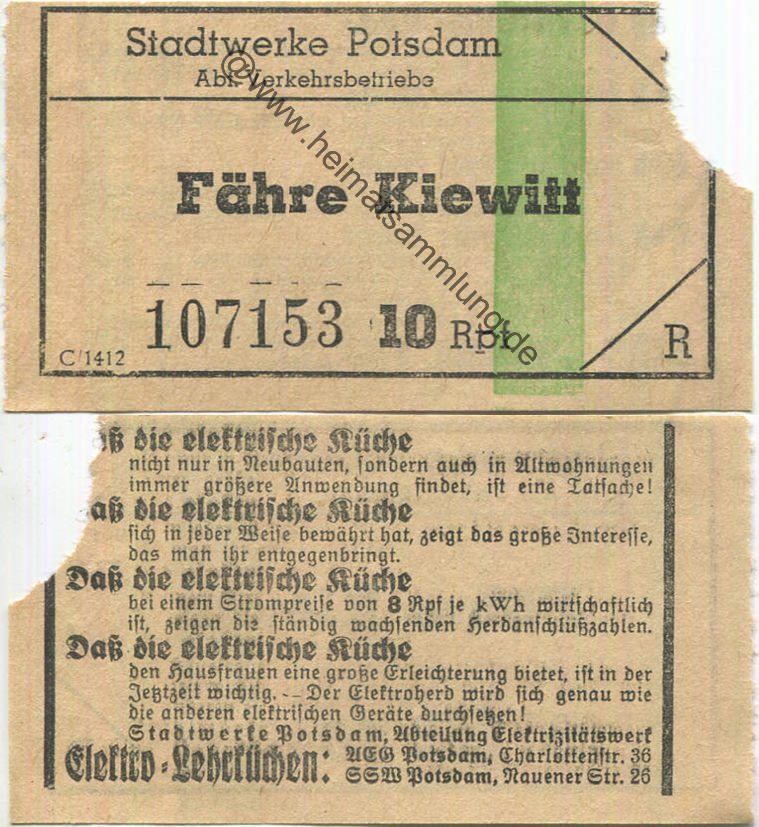 Stadtwerke Potsdam
Abt. Verkehrsbetriebe
Fähre Kiewitt
107153 10 Rpf.
C/1412
R
@www.heimatsammlung.de
aß die elektrische Küche
nicht nur in Neubauten, sondern auch in Altwohnungen
immer größere Anwendung findet, ist eine Tatsache!
aß die elektrische Küche
sich in jeder Weise bewährt hat, zeigt das große Interesse,
das man ihr entgegenbringt.
Daß die elektrische Küche
bei einem Strompreise von 8 Rpf je kWh wirtschaftlich
ist, zeigen die ständig wachsenden Herdanschlußzahlen.
Daß die elektrische Küche
den Hausfrauen eine große Erleichterung bietet, ist in der
Jetztzeit wichtig. — Der Elektroherd wird sich genau wie
die anderen elektrischen Geräte durchsetzen!
Stadtwerke Potsdam, Abteilung Elektrizitätswerk
Elektro-Lehrküchen: AEG Potsdam, Charlottenstr. 36
SSW Potsdam, Nauener Str. 26